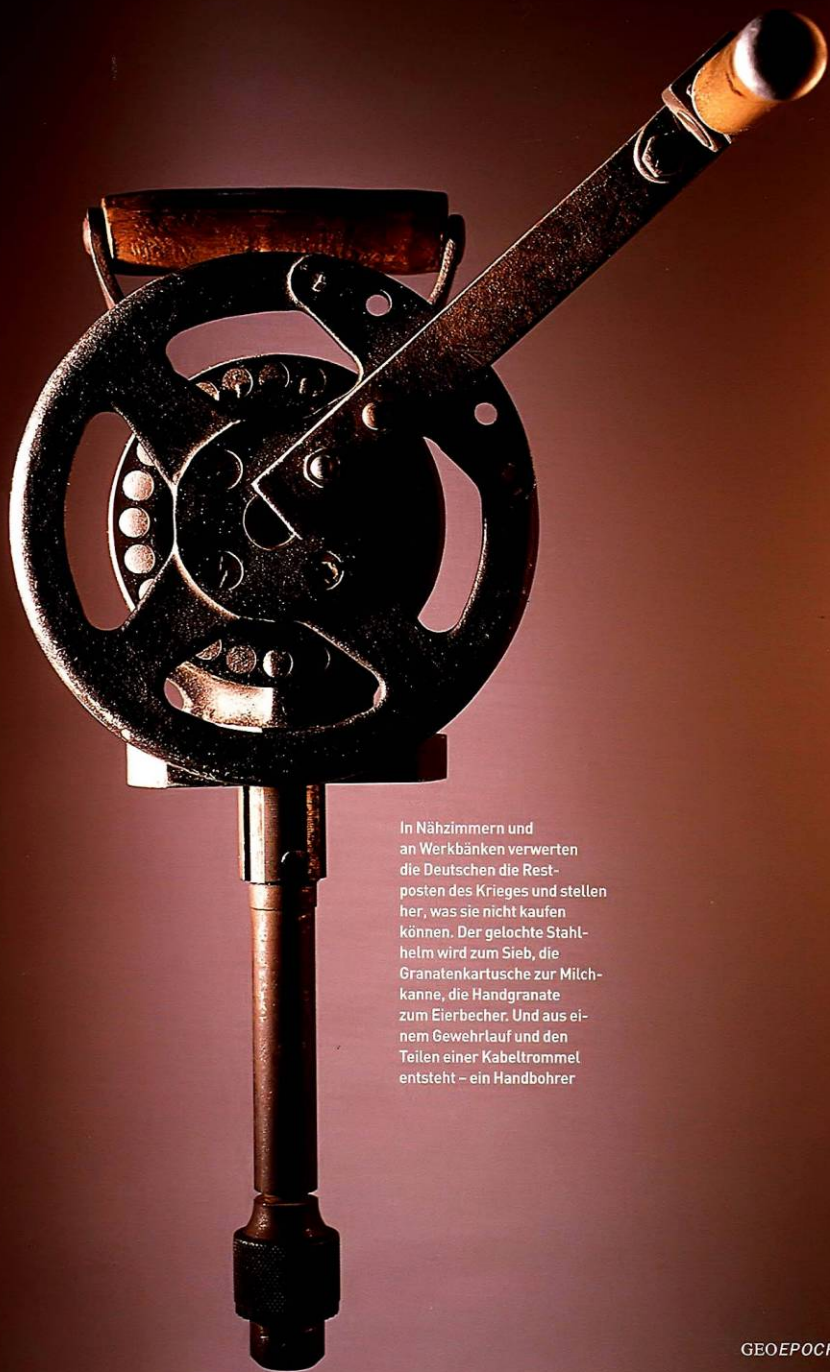 In Nähzimmern und
an Werkbänken verwerten
die Deutschen die Rest-
posten des Krieges und stellen
her, was sie nicht kaufen
können. Der gelochte Stahl-
helm wird zum Sieb, die
Granatenkartusche zur Milch-
kanne, die Handgranate
zum Eierbecher. Und aus ei-
nem Gewehrlauf und den
Teilen einer Kabeltrommel
entsteht – ein Handbohrer